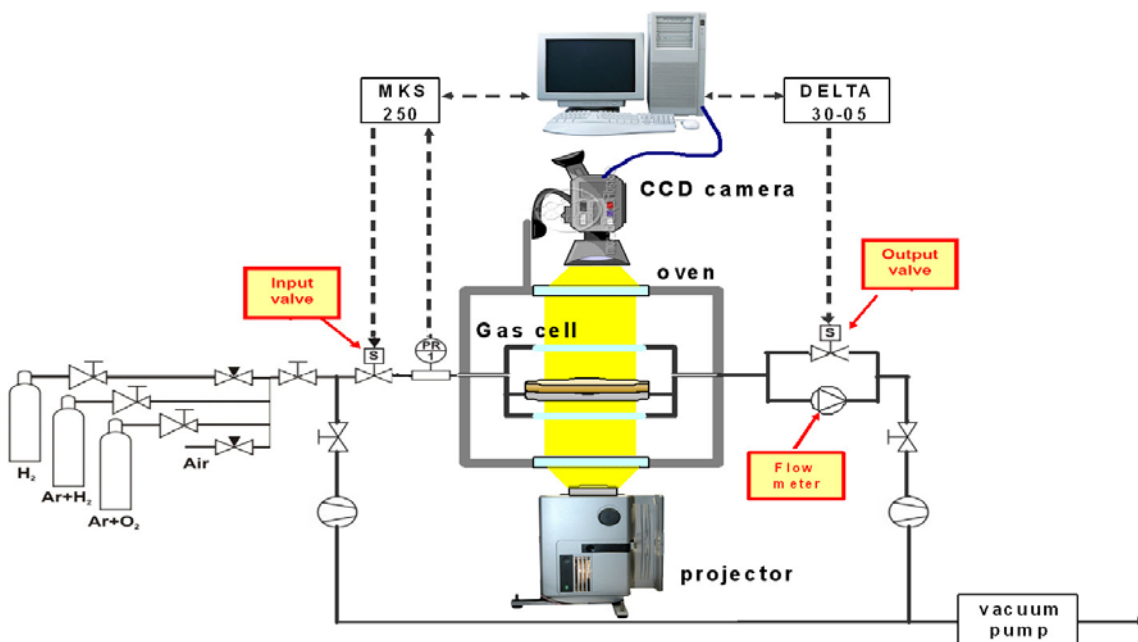 MKS
250
DELTA
30-05
CCD camera
Output
valve
oven
Input
valve
Gas cell
S
PR
1
S
H₂
Ar+H₂
Ar+O₂
Air
Flow
meter
projector
vacuum
pump